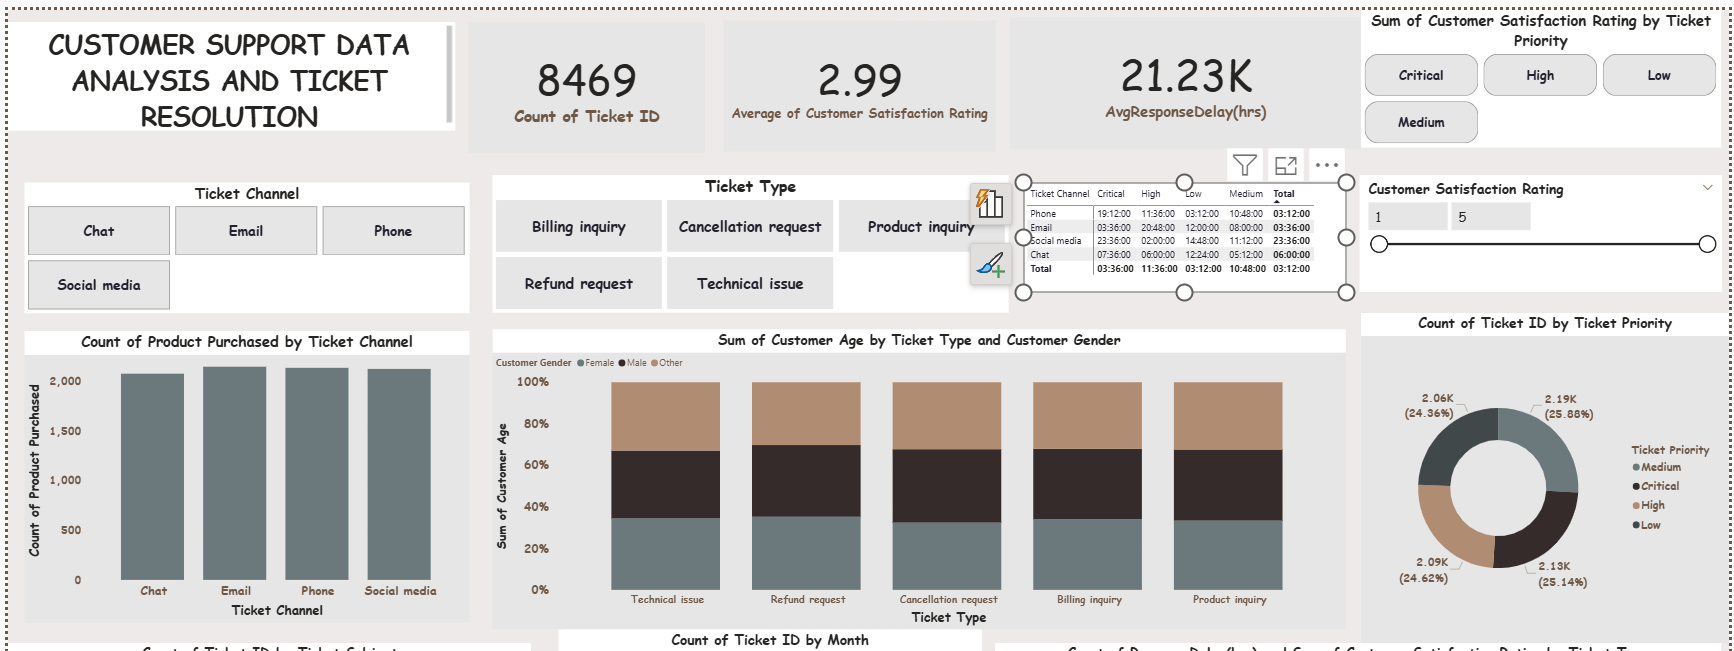 CUSTOMER SUPPORT DATA
ANALYSIS AND TICKET
RESOLUTION
8469
Count of Ticket ID
2.99
Average of Customer Satisfaction Rating
21.23K
AvgResponseDelay(hrs)
Sum of Customer Satisfaction Rating by Ticket
Priority
Critical High Low
Medium
Ticket Channel
Chat Email Phone
Social media
Ticket Type
Billing inquiry Cancellation request Product inquiry
Refund request Technical issue
Ticket Channel Critical High Low Medium Total
Phone 19:12:00 11:36:00 03:12:00 10:48:00 03:12:00
Email 03:36:00 20:48:00 12:00:00 08:00:00 03:36:00
Social media 23:36:00 02:00:00 14:48:00 11:12:00 23:36:00
Chat 07:36:00 06:00:00 12:24:00 05:12:00 06:00:00
Total 03:36:00 11:36:00 03:12:00 10:48:00 03:12:00
Customer Satisfaction Rating
1 5
Count of Product Purchased by Ticket Channel
Count of Product Purchased
2,000
1,500
1,000
500
0
Chat Email Phone Social media
Ticket Channel
Sum of Customer Age by Ticket Type and Customer Gender
Customer Gender Female Male Other
Sum of Customer Age
100%
80%
60%
40%
20%
0%
Technical issue Refund request Cancellation request Billing inquiry Product inquiry
Ticket Type
Count of Ticket ID by Ticket Priority
2.06K
(24.36%)
2.19K
(25.88%)
2.09K
(24.62%)
2.13K
(25.14%)
Ticket Priority
Medium
Critical
High
Low
Count of Ticket ID by Month